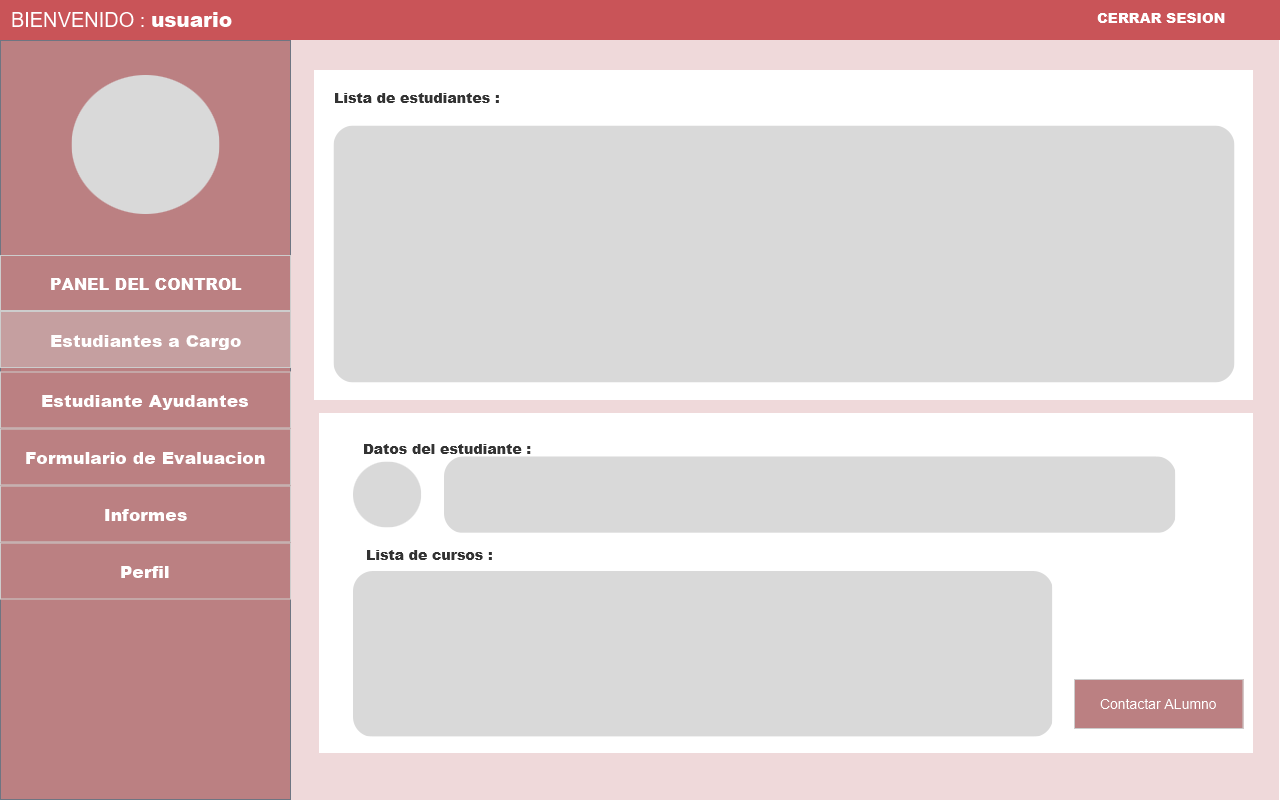 BIENVENIDO : usuario
CERRAR SESION
PANEL DEL CONTROL
Estudiantes a Cargo
Estudiante Ayudantes
Formulario de Evaluacion
Informes
Perfil
Lista de estudiantes :
Datos del estudiante :
Lista de cursos :
Contactar ALumno